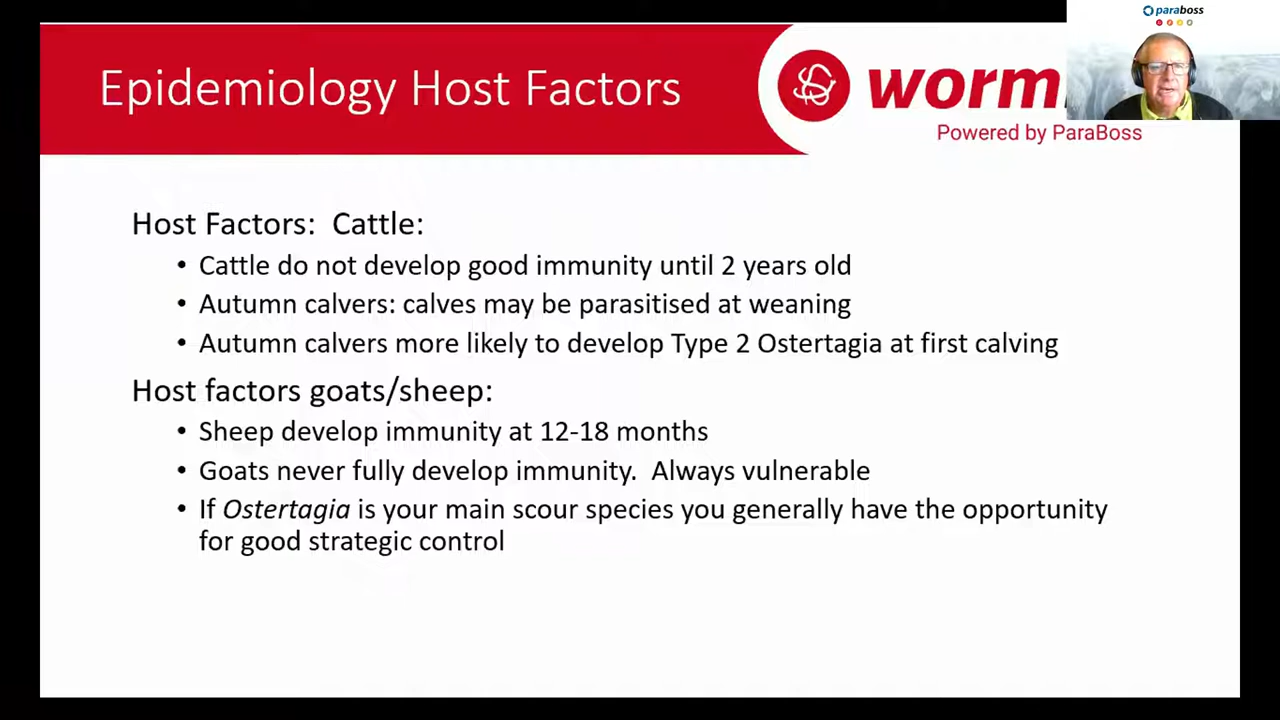 paraboss
Epidemiology Host Factors
worm
Powered by ParaBoss
Host Factors:  Cattle:
• Cattle do not develop good immunity until 2 years old
• Autumn calvers: calves may be parasitised at weaning
• Autumn calvers more likely to develop Type 2 Ostertagia at first calving
Host factors goats/sheep:
• Sheep develop immunity at 12-18 months
• Goats never fully develop immunity.  Always vulnerable
• If Ostertagia is your main scour species you generally have the opportunity
for good strategic control